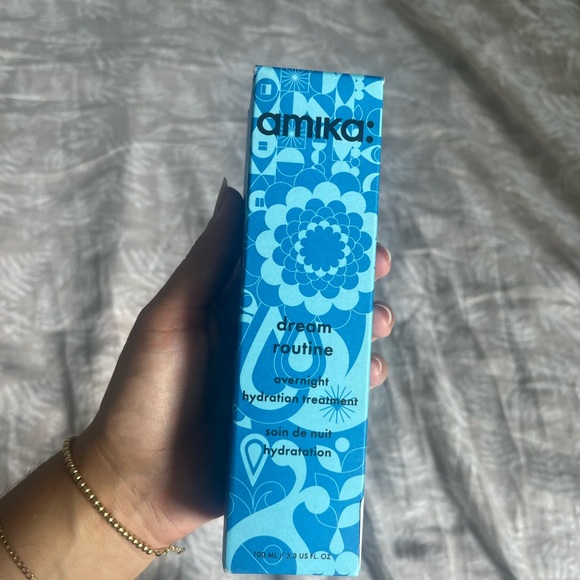 amika:
dream
routine
overnight
hydration treatment
soin de nuit
hydratation
100 ML / 3.3 US FL. OZ